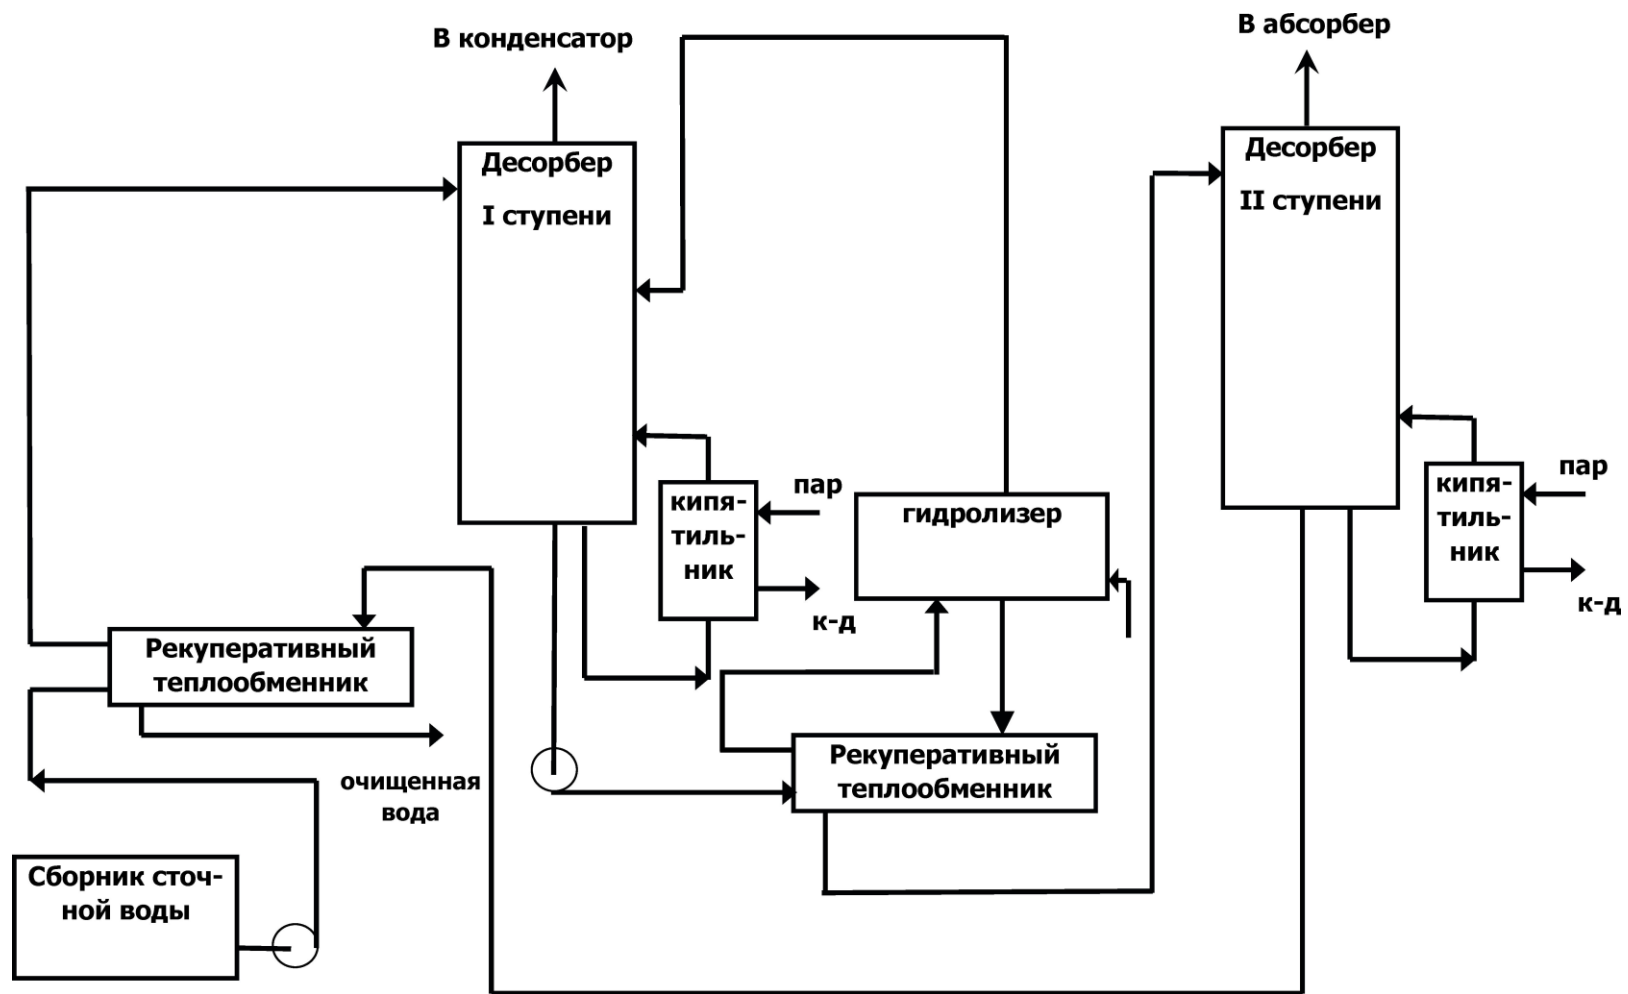 В конденсатор
В абсорбер
Десорбер
I ступени
Десорбер
II ступени
пар
кипя-
тиль-
ник
к-д
гидролизер
пар
кипя-
тиль-
ник
к-д
Рекуперативный
теплообменник
очищенная
вода
Рекуперативный
теплообменник
Сборник сточ-
ной воды